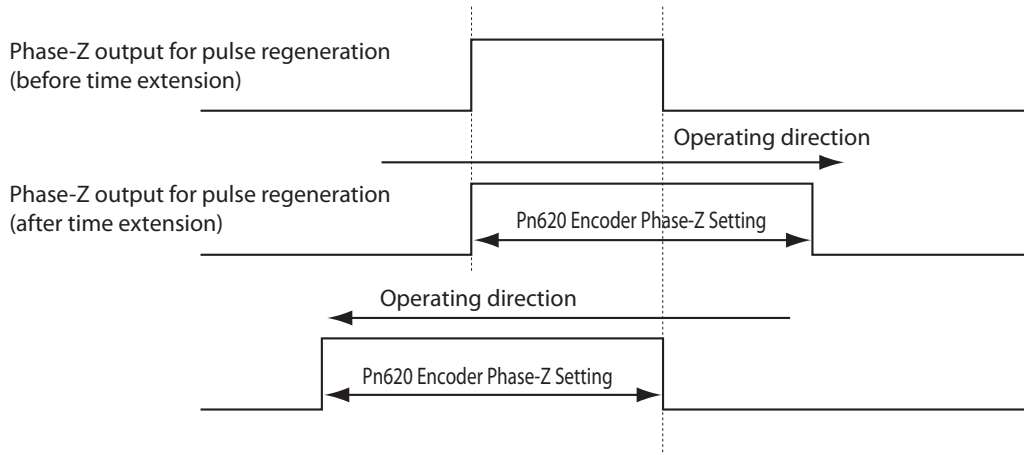 Phase-Z output for pulse regeneration
(before time extension)
Operating direction
Phase-Z output for pulse regeneration
(after time extension)
Pn620 Encoder Phase-Z Setting
Operating direction
Pn620 Encoder Phase-Z Setting